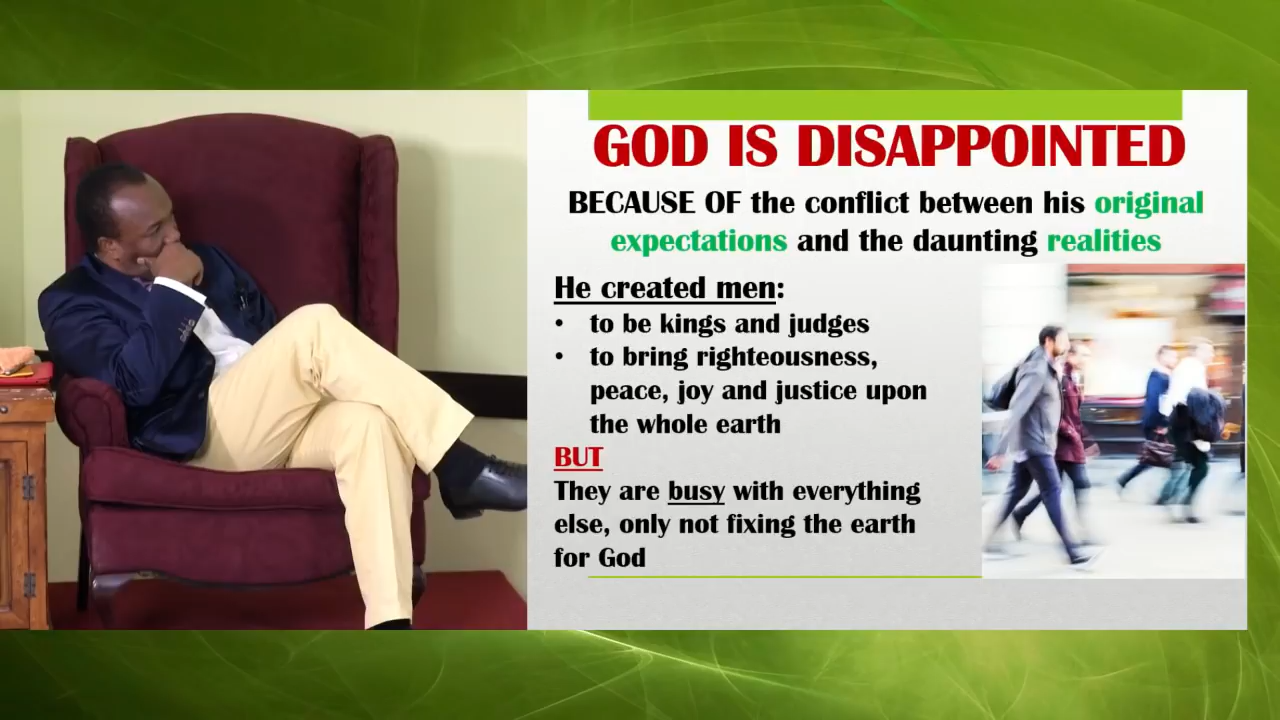 GOD IS DISAPPOINTED
BECAUSE OF the conflict between his original
expectations and the daunting realities
He created men:
• to be kings and judges
• to bring righteousness,
peace, joy and justice upon
the whole earth
BUT
They are busy with everything
else, only not fixing the earth
for God